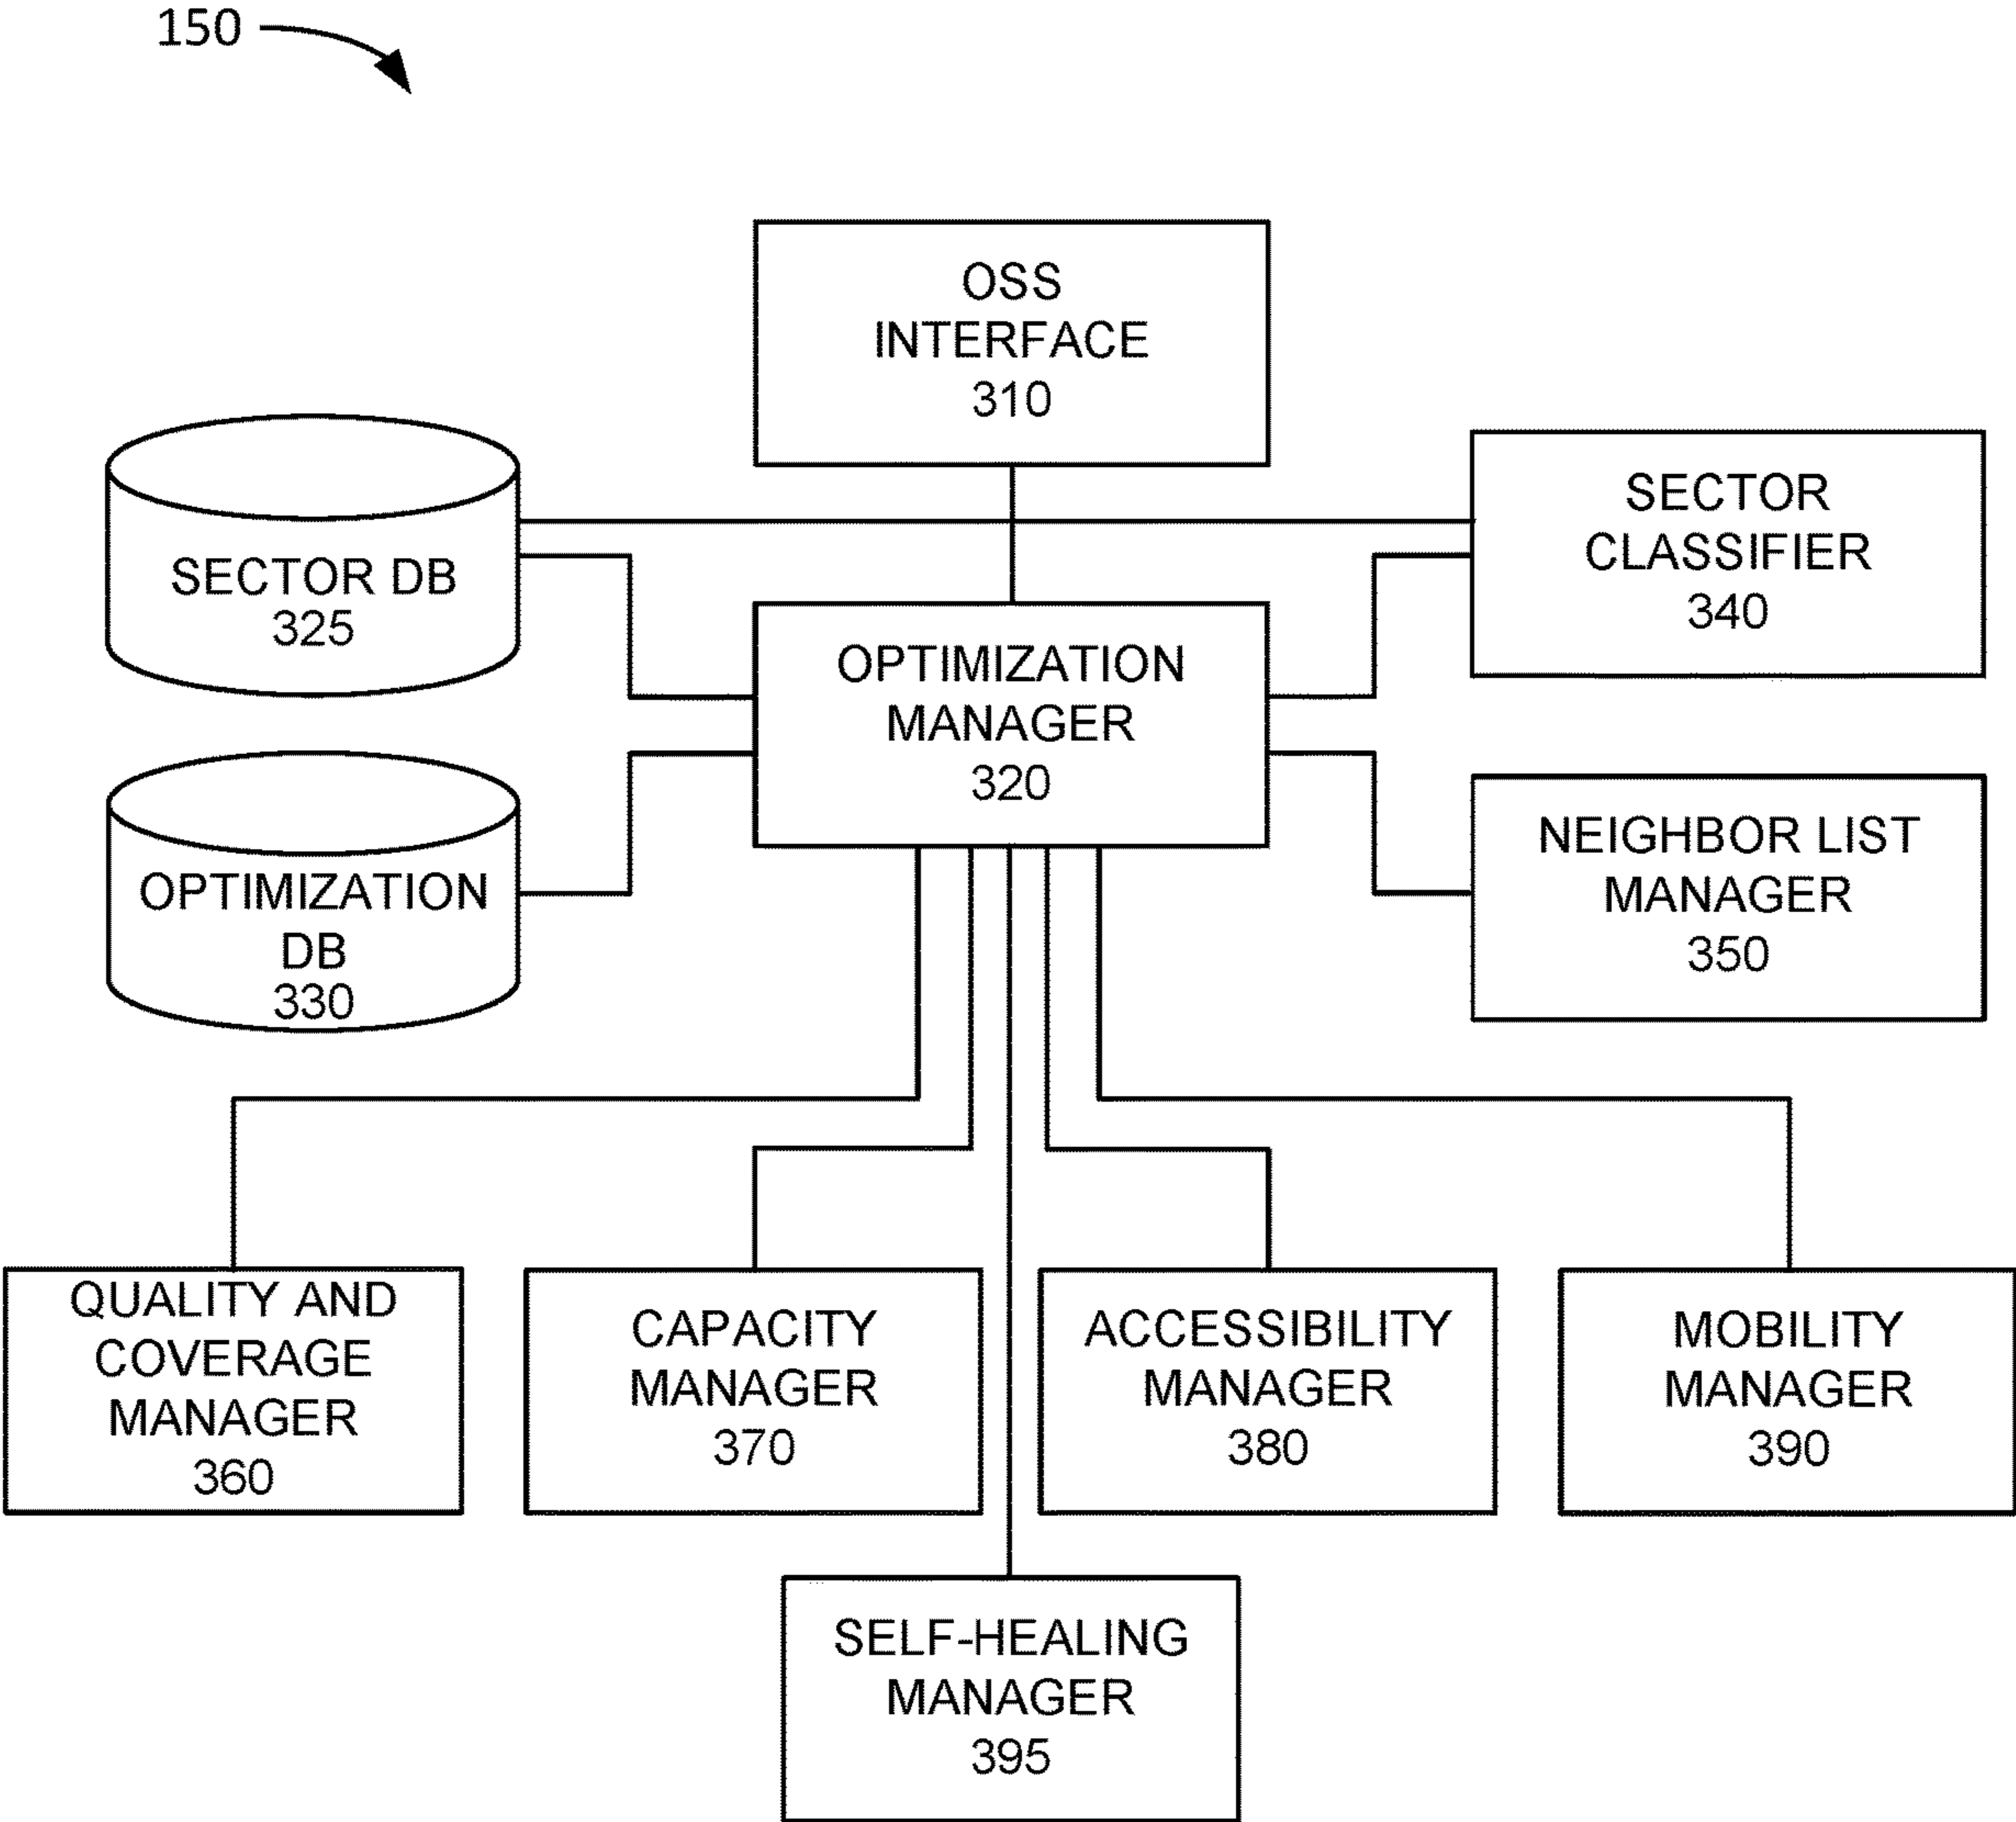 150
OSS
INTERFACE
310
SECTOR DB
325
SECTOR
CLASSIFIER
340
OPTIMIZATION
MANAGER
320
OPTIMIZATION
DB
330
NEIGHBOR LIST
MANAGER
350
QUALITY AND
COVERAGE
MANAGER
360
CAPACITY
MANAGER
370
ACCESSIBILITY
MANAGER
380
MOBILITY
MANAGER
390
SELF-HEALING
MANAGER
395